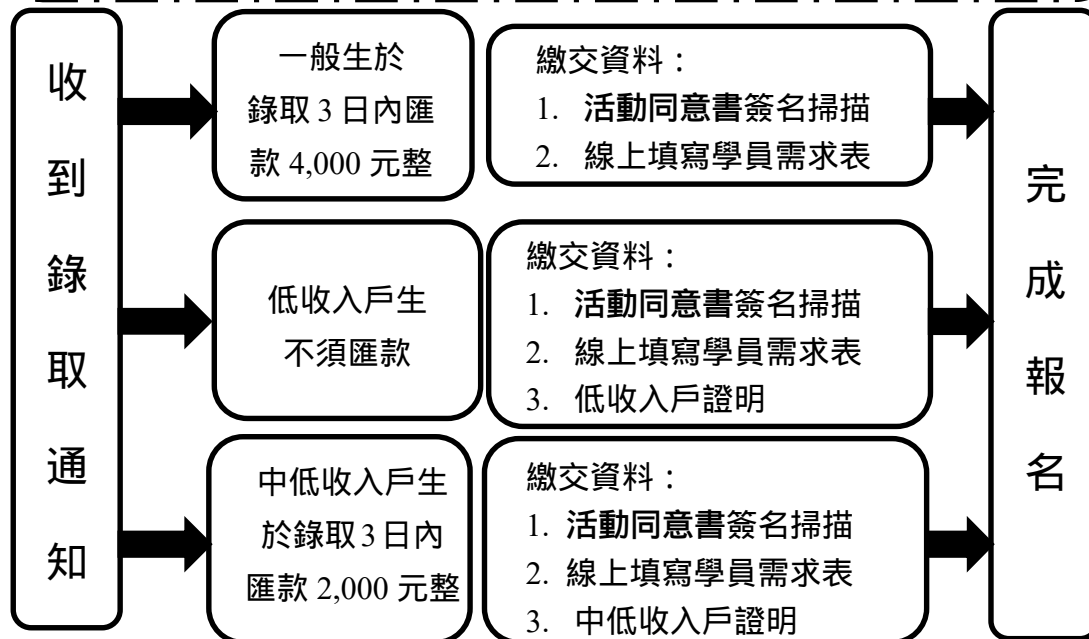 收到錄取通知
一般生於
錄取 3 日內匯
款 4,000 元整
繳交資料：
1. 活動同意書簽名掃描
2. 線上填寫學員需求表
低收入戶生
不須匯款
繳交資料：
1. 活動同意書簽名掃描
2. 線上填寫學員需求表
3. 低收入戶證明
中低收入戶生
於錄取 3 日內
匯款 2,000 元整
繳交資料：
1. 活動同意書簽名掃描
2. 線上填寫學員需求表
3. 中低收入戶證明
完成報名